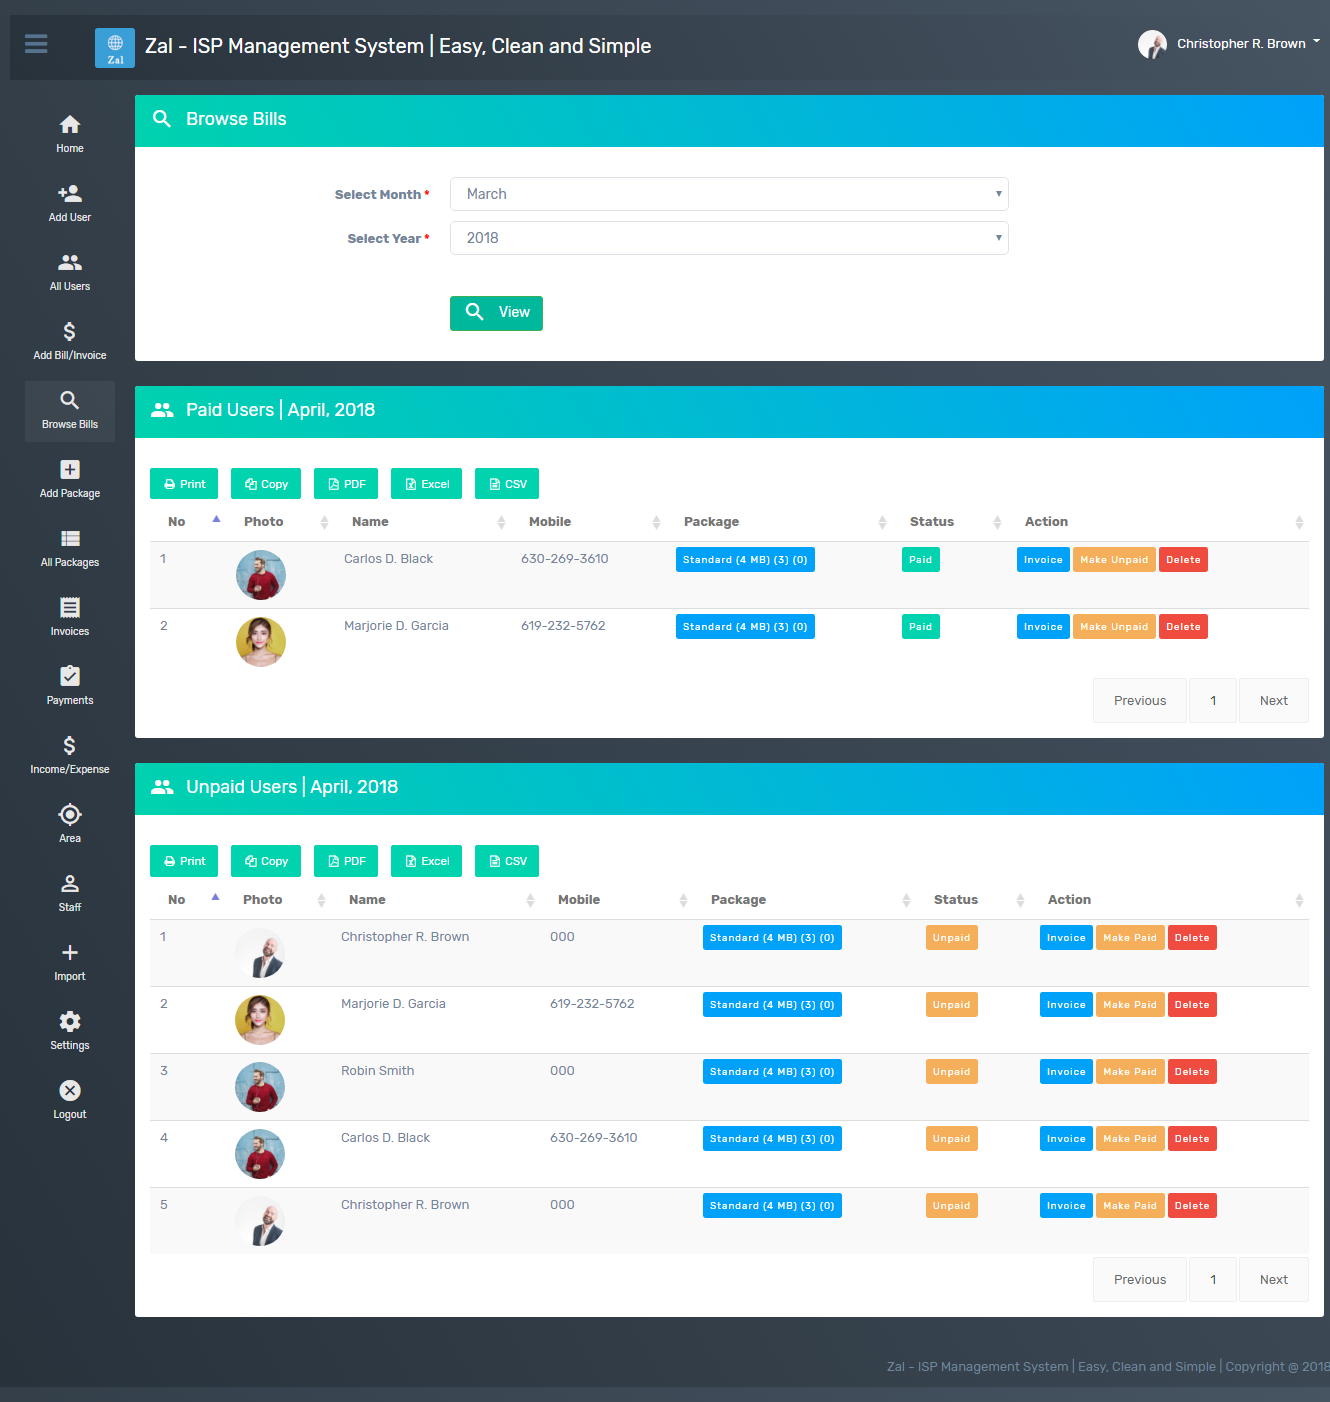 Zal
Zal - ISP Management System | Easy, Clean and Simple
Christopher R. Brown
Home
Add User
All Users
Add Bill/Invoice
Browse Bills
Add Package
All Packages
Invoices
Payments
Income/Expense
Area
Staff
Import
Settings
Logout
Browse Bills
Select Month * March
Select Year * 2018
View
Paid Users | April, 2018
Print Copy PDF Excel CSV
No Photo Name Mobile Package Status Action
1 Carlos D. Black 630-269-3610 Standard (4 MB) (3) (0) Paid Invoice Make Unpaid Delete
2 Marjorie D. Garcia 619-232-5762 Standard (4 MB) (3) (0) Paid Invoice Make Unpaid Delete
Previous 1 Next
Unpaid Users | April, 2018
Print Copy PDF Excel CSV
No Photo Name Mobile Package Status Action
1 Christopher R. Brown 000 Standard (4 MB) (3) (0) Unpaid Invoice Make Paid Delete
2 Marjorie D. Garcia 619-232-5762 Standard (4 MB) (3) (0) Unpaid Invoice Make Paid Delete
3 Robin Smith 000 Standard (4 MB) (3) (0) Unpaid Invoice Make Paid Delete
4 Carlos D. Black 630-269-3610 Standard (4 MB) (3) (0) Unpaid Invoice Make Paid Delete
5 Christopher R. Brown 000 Standard (4 MB) (3) (0) Unpaid Invoice Make Paid Delete
Previous 1 Next
Zal - ISP Management System | Easy, Clean and Simple | Copyright @ 2018